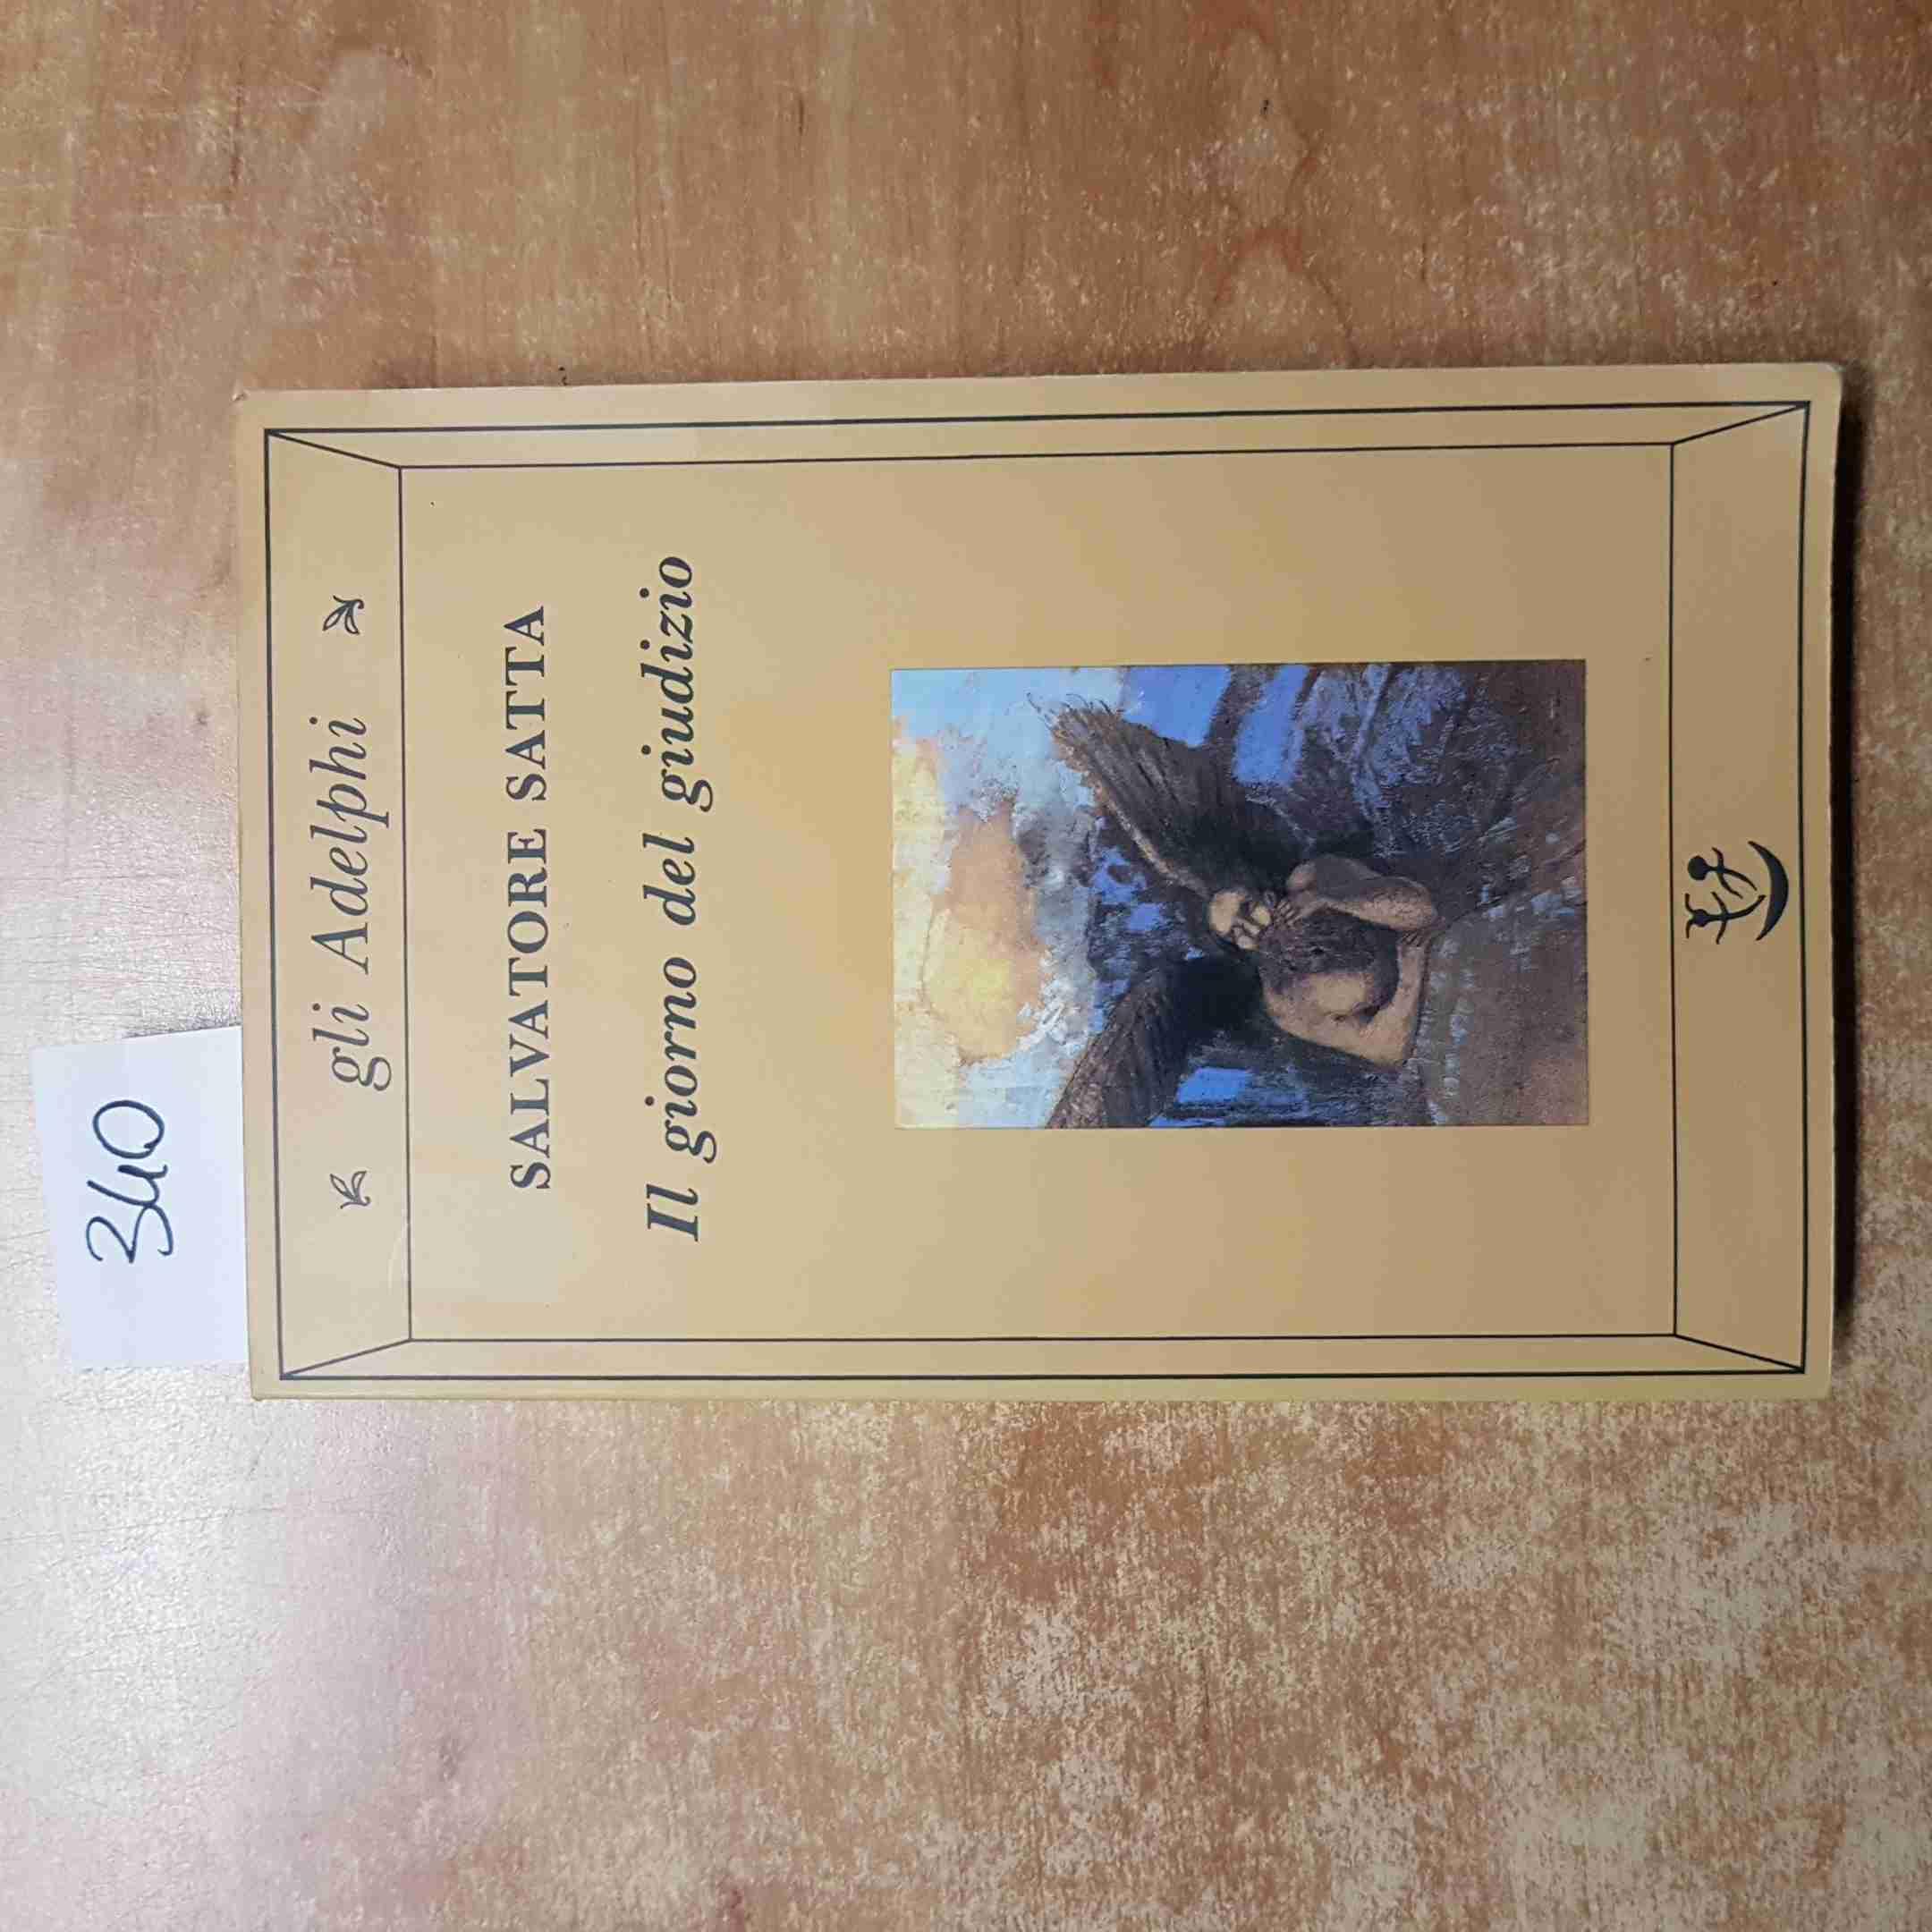 340
gli Adelphi
SALVATORE SATTA
Il giorno del giudizio